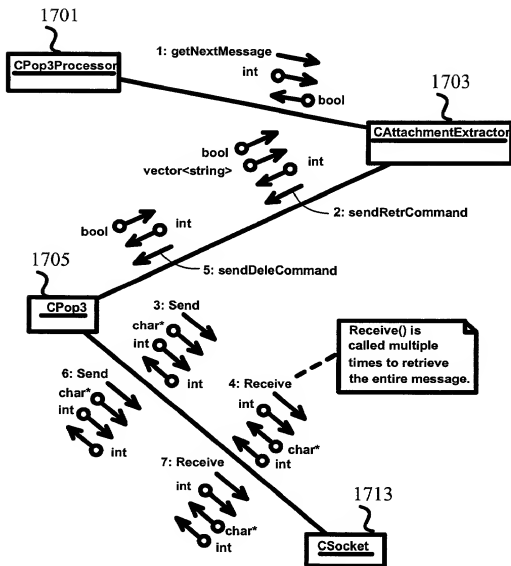 1701
CPop3Processor
1: getNextMessage
int
bool
1703
CAttachmentExtractor
bool
vector<string>
int
2: sendRetrCommand
bool
int
5: sendDeleCommand
1705
CPop3
3: Send
char*
int
int
Receive() is
called multiple
times to retrieve
the entire message.
6: Send
char*
int
int
4: Receive
int
char*
int
7: Receive
int
char*
int
1713
CSocket